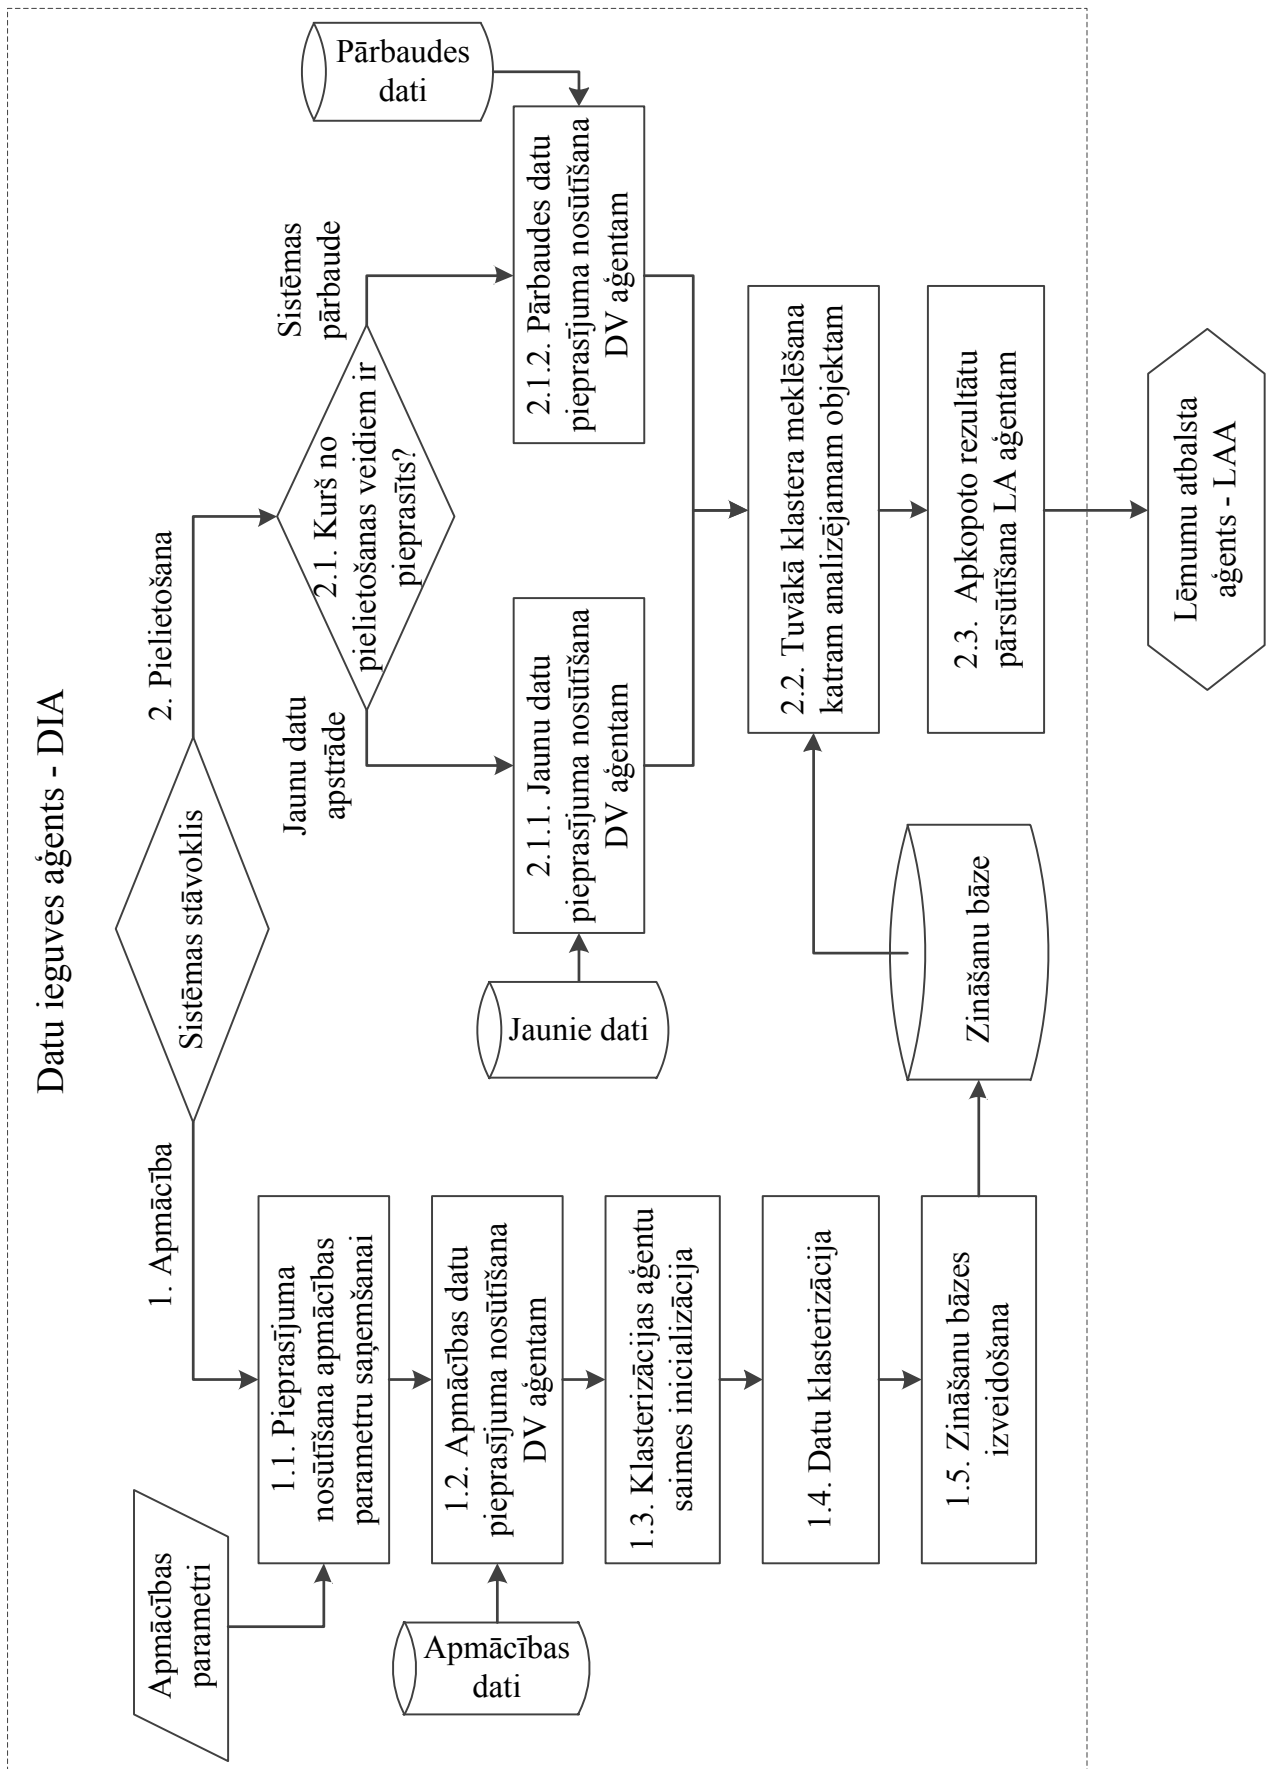 Datu ieguves aģents - DIA
Sistēmas stāvoklis
1. Apmācība
2. Pielietošana
Apmācības
parametri
1.1. Pieprasījuma
nosūtīšana apmācības
parametru saņemšanai
Apmācības
dati
1.2. Apmācības datu
pieprasījuma nosūtīšana
DV aģentam
1.3. Klasterizācijas aģentu
saimes inicializācija
1.4. Datu klasterizācija
1.5. Zināšanu bāzes
izveidošana
Zināšanu bāze
2.1. Kurš no
pielietošanas veidiem ir
pieprasīts?
Jaunu datu
apstrāde
Sistēmas
pārbaude
Jaunie dati
2.1.1. Jaunu datu
pieprasījuma nosūtīšana
DV aģentam
Pārbaudes
dati
2.1.2. Pārbaudes datu
pieprasījuma nosūtīšana
DV aģentam
2.2. Tuvākā klastera meklēšana
katram analizējamam objektam
2.3. Apkopoto rezultātu
pārsūtīšana LA aģentam
Lēmumu atbalsta
aģents - LAA